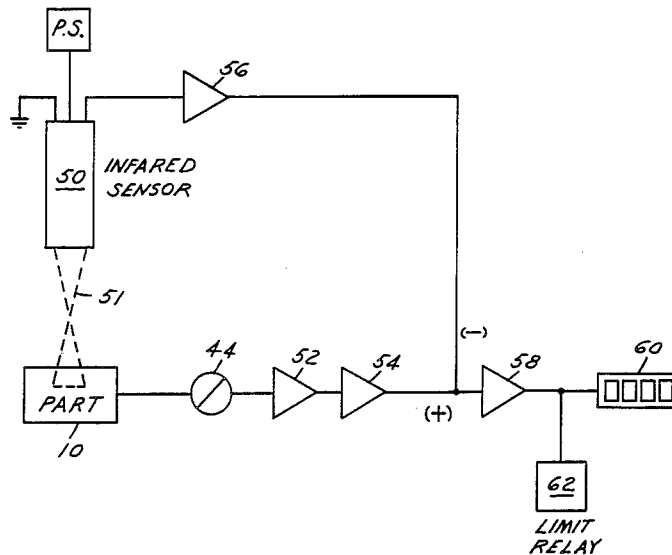 P.S.
56
50
INFARED
SENSOR
51
44
52
54
(-)
58
60
PART
(+)
10
62
LIMIT
RELAY